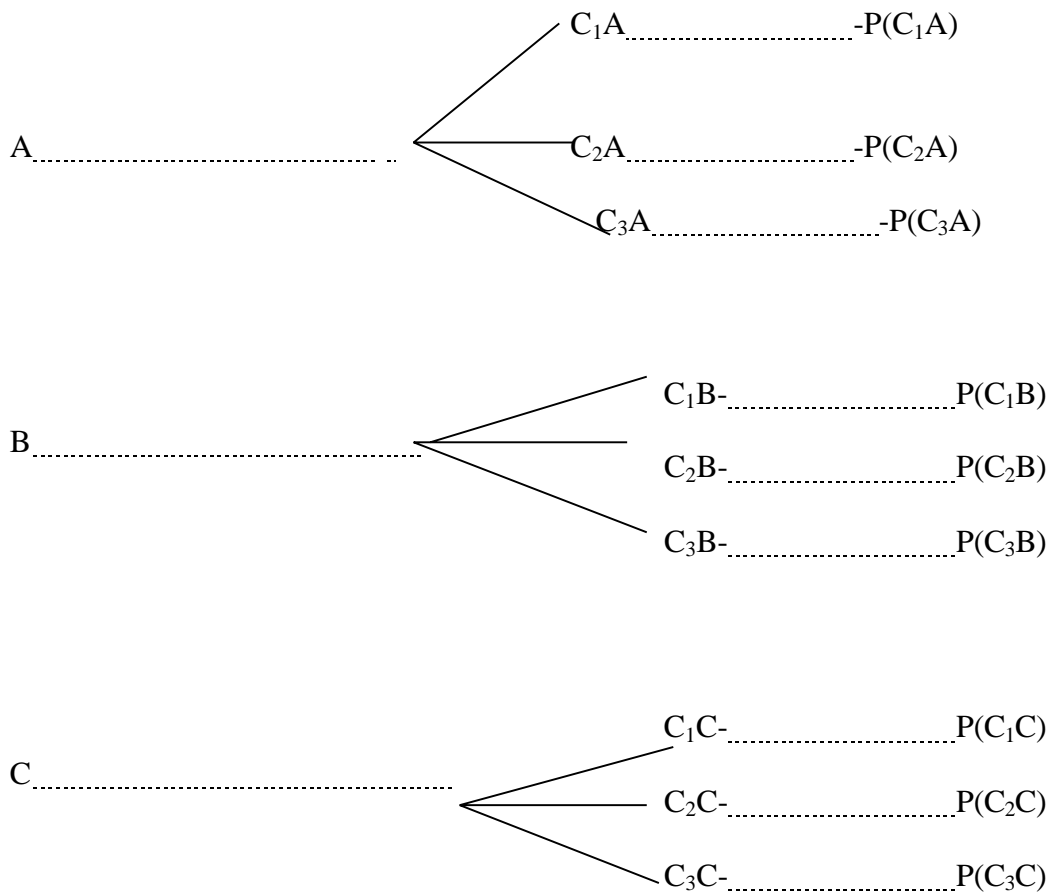 C₁A -P(C₁A)
A C₂A -P(C₂A)
C₃A -P(C₃A)
C₁B- P(C₁B)
B
C₂B- P(C₂B)
C₃B- P(C₃B)
C₁C- P(C₁C)
C
C₂C- P(C₂C)
C₃C- P(C₃C)